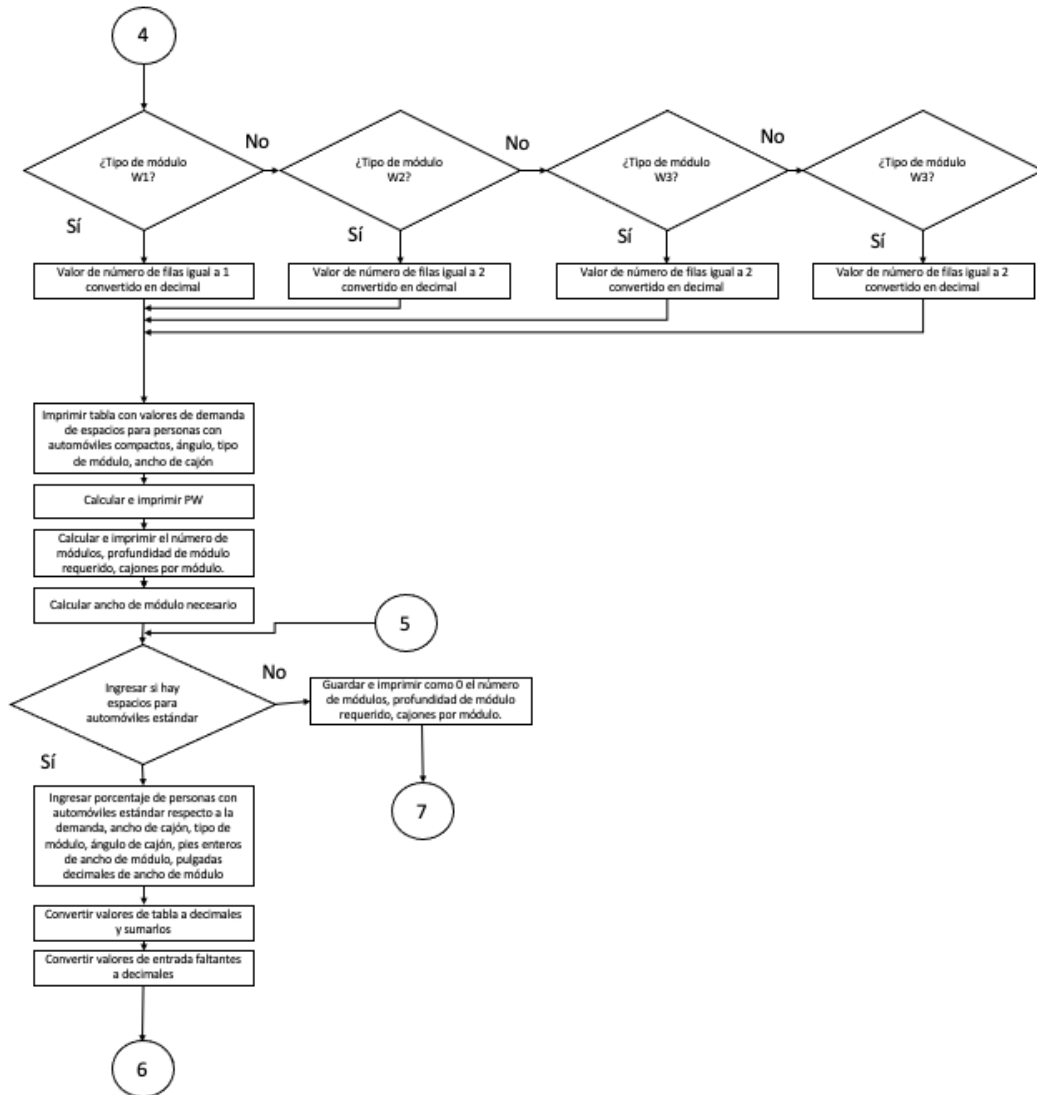 4
No
No
No
¿Tipo de módulo
W1?
¿Tipo de módulo
W2?
¿Tipo de módulo
W3?
¿Tipo de módulo
W3?
Sí
Sí
Sí
Sí
Valor de número de filas igual a 1
convertido en decimal
Valor de número de filas igual a 2
convertido en decimal
Valor de número de filas igual a 2
convertido en decimal
Valor de número de filas igual a 2
convertido en decimal
Imprimir tabla con valores de demanda
de espacios para personas con
automóviles compactos, ángulo, tipo
de módulo, ancho de cajón
Calcular e imprimir PW
Calcular e imprimir el número de
módulos, profundidad de módulo
requerido, cajones por módulo.
Calcular ancho de módulo necesario
5
No
Ingresar si hay
espacios para
automóviles estándar
Guardar e imprimir como 0 el número
de módulos, profundidad de módulo
requerido, cajones por módulo.
Sí
7
Ingresar porcentaje de personas con
automóviles estándar respecto a la
demanda, ancho de cajón, tipo de
módulo, ángulo de cajón, pies enteros
de ancho de módulo, pulgadas
decimales de ancho de módulo
Convertir valores de tabla a decimales
y sumarlos
Convertir valores de entrada faltantes
a decimales
6